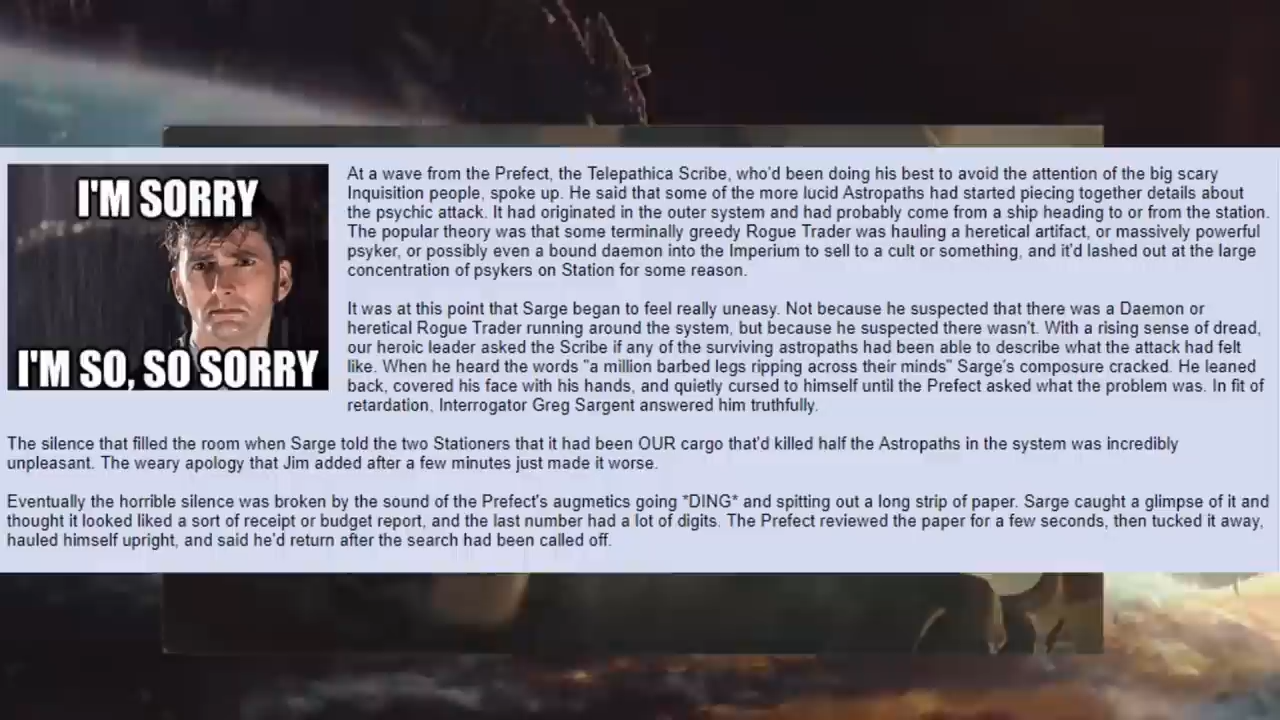 I'M SORRY
I'M SO, SO SORRY
At a wave from the Prefect, the Telepathica Scribe, who'd been doing his best to avoid the attention of the big scary
Inquisition people, spoke up. He said that some of the more lucid Astropaths had started piecing together details about
the psychic attack. It had originated in the outer system and had probably come from a ship heading to or from the station.
The popular theory was that some terminally greedy Rogue Trader was hauling a heretical artifact, or massively powerful
psyker, or possibly even a bound daemon into the Imperium to sell to a cult or something, and it'd lashed out at the large
concentration of psykers on Station for some reason.
It was at this point that Sarge began to feel really uneasy. Not because he suspected that there was a Daemon or
heretical Rogue Trader running around the system, but because he suspected there wasn't. With a rising sense of dread,
our heroic leader asked the Scribe if any of the surviving astropaths had been able to describe what the attack had felt
like. When he heard the words "a million barbed legs ripping across their minds" Sarge's composure cracked. He leaned
back, covered his face with his hands, and quietly cursed to himself until the Prefect asked what the problem was. In fit of
retardation, Interrogator Greg Sargent answered him truthfully.
The silence that filled the room when Sarge told the two Stationers that it had been OUR cargo that'd killed half the Astropaths in the system was incredibly
unpleasant. The weary apology that Jim added after a few minutes just made it worse.
Eventually the horrible silence was broken by the sound of the Prefect's augmetics going *DING* and spitting out a long strip of paper. Sarge caught a glimpse of it and
thought it looked liked a sort of receipt or budget report, and the last number had a lot of digits. The Prefect reviewed the paper for a few seconds, then tucked it away,
hauled himself upright, and said he'd return after the search had been called off.